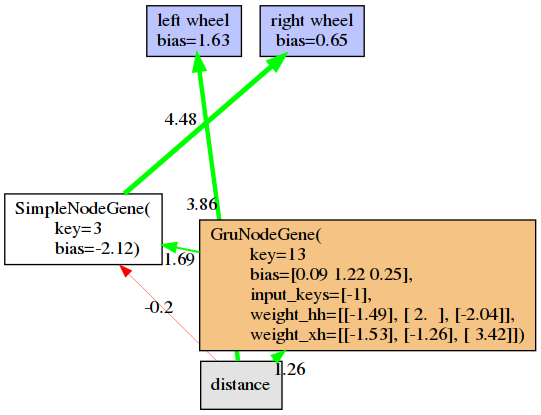 left wheel
bias=1.63
right wheel
bias=0.65
4.48
3.86
SimpleNodeGene(
key=3
bias=-2.12)
1.69
GruNodeGene(
key=13
bias=[0.09 1.22 0.25],
input_keys=[-1],
weight_hh=[[-1.49], [ 2.  ], [-2.04]],
weight_xh=[[-1.53], [-1.26], [ 3.42]])
-0.2
1.26
distance